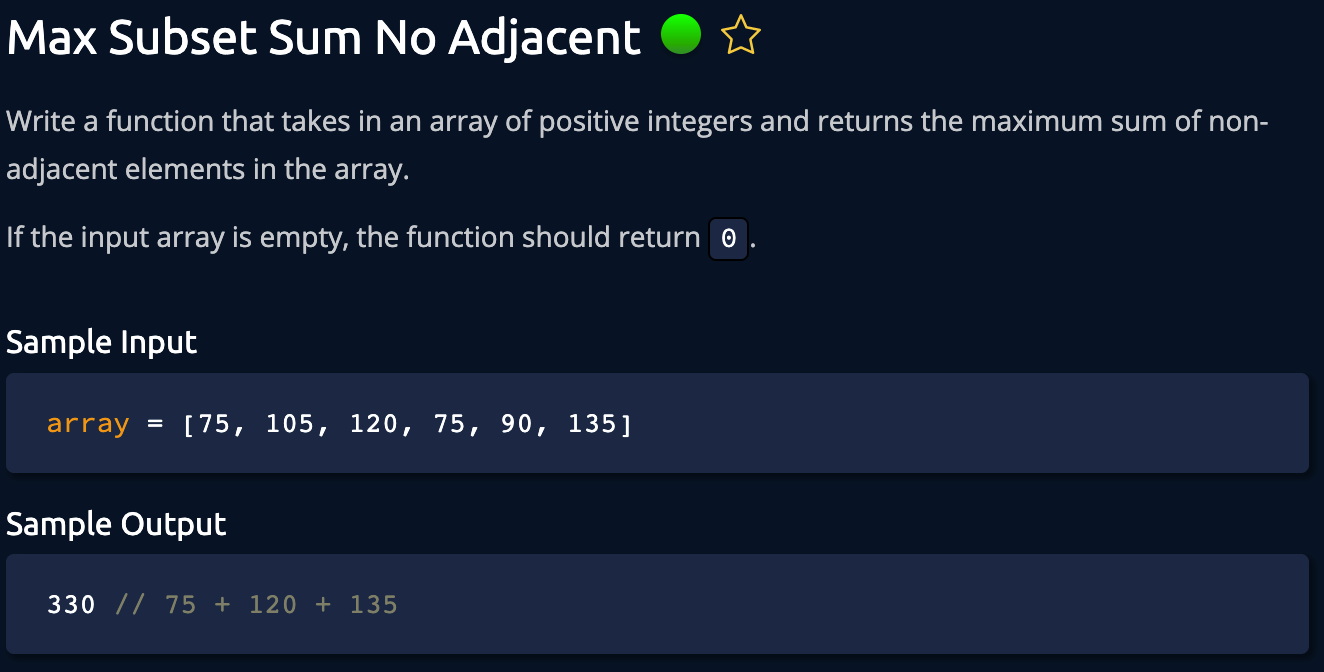 Max Subset Sum No Adjacent
Write a function that takes in an array of positive integers and returns the maximum sum of non-
adjacent elements in the array.
If the input array is empty, the function should return 0.
Sample Input
array = [75, 105, 120, 75, 90, 135]
Sample Output
330 // 75 + 120 + 135